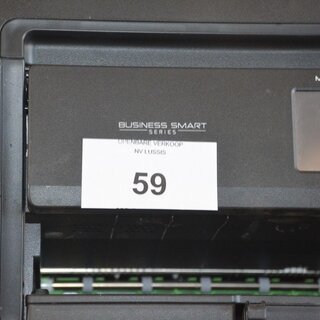 M
BUSINESS SMART
SERIES
OPENBARE VERKOOP
NV LUSSIS
59